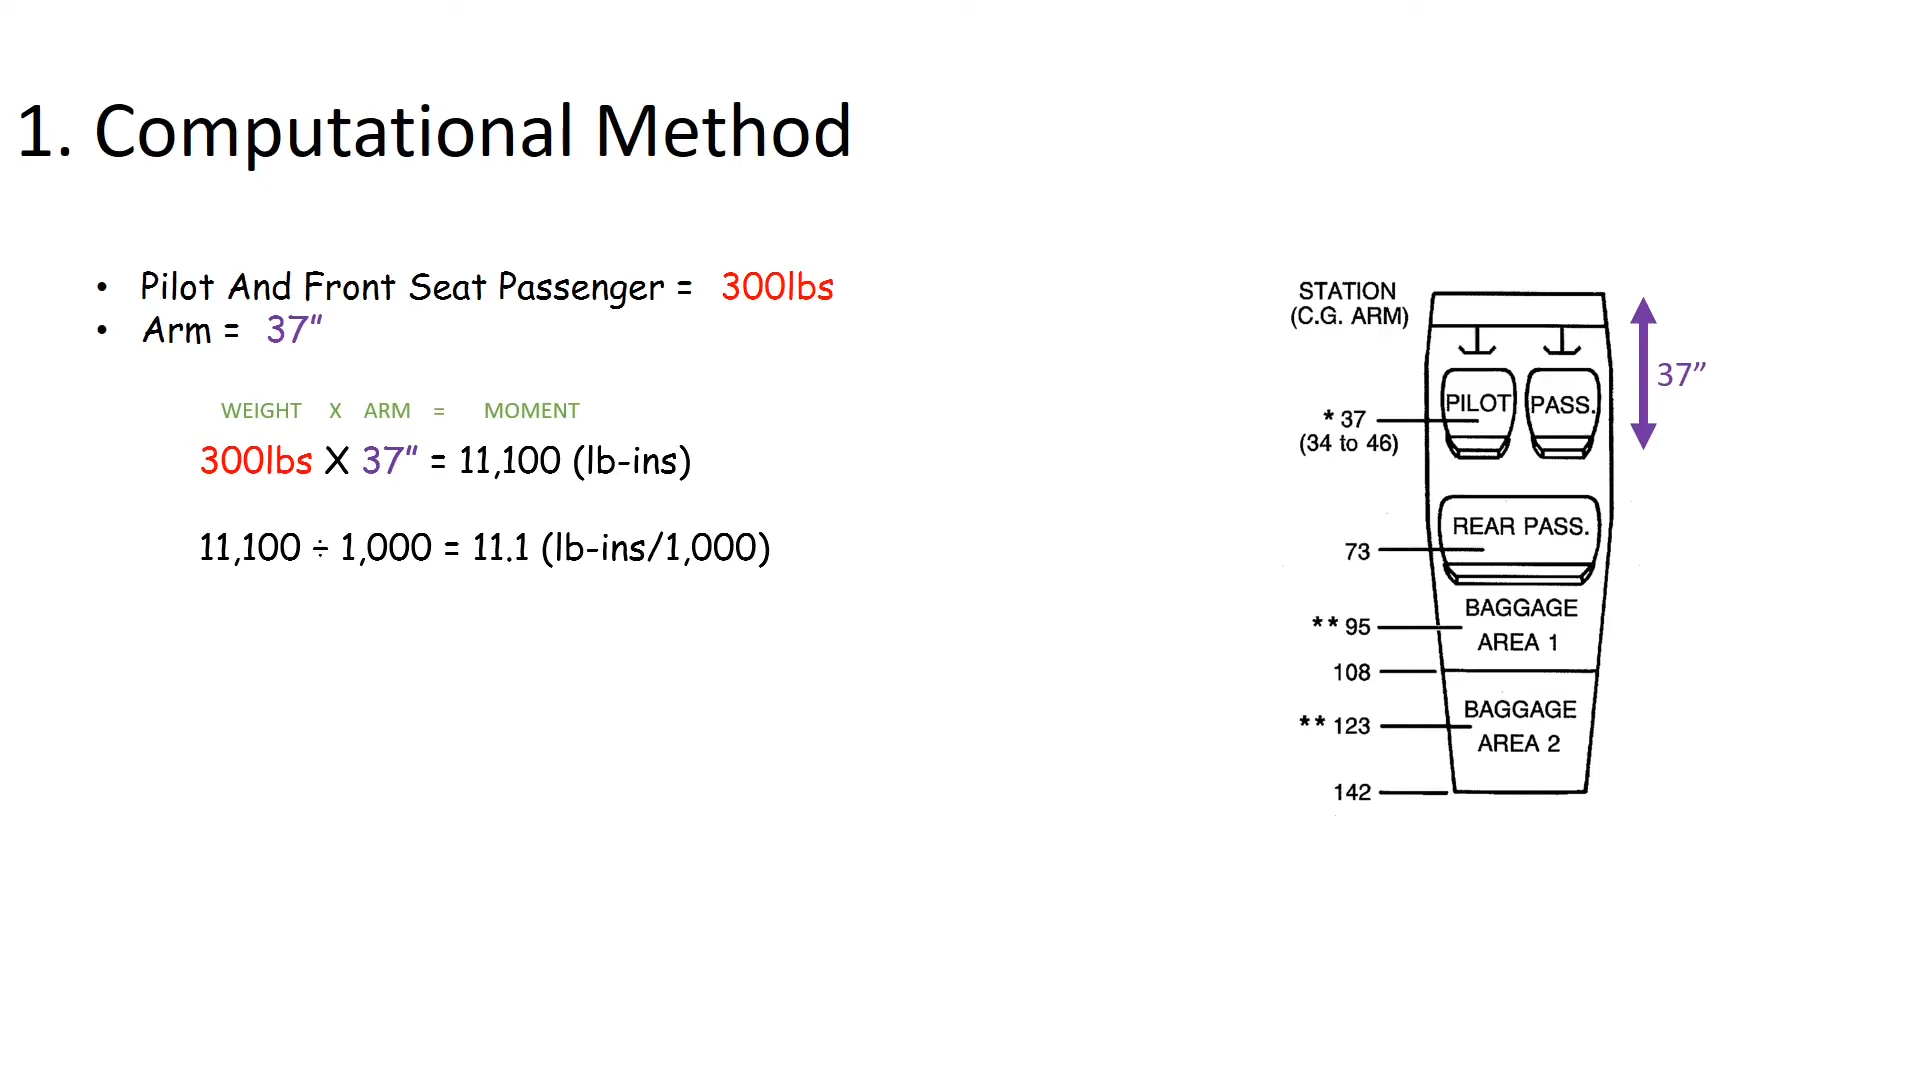 1. Computational Method
• Pilot And Front Seat Passenger = 300lbs
• Arm = 37"
WEIGHT X ARM = MOMENT
300lbs X 37" = 11,100 (lb-ins)
11,100 ÷ 1,000 = 11.1 (lb-ins/1,000)
STATION
(C.G. ARM)
37”
PILOT PASS.
* 37
(34 to 46)
REAR PASS.
73
BAGGAGE
** 95
AREA 1
108
BAGGAGE
** 123
AREA 2
142